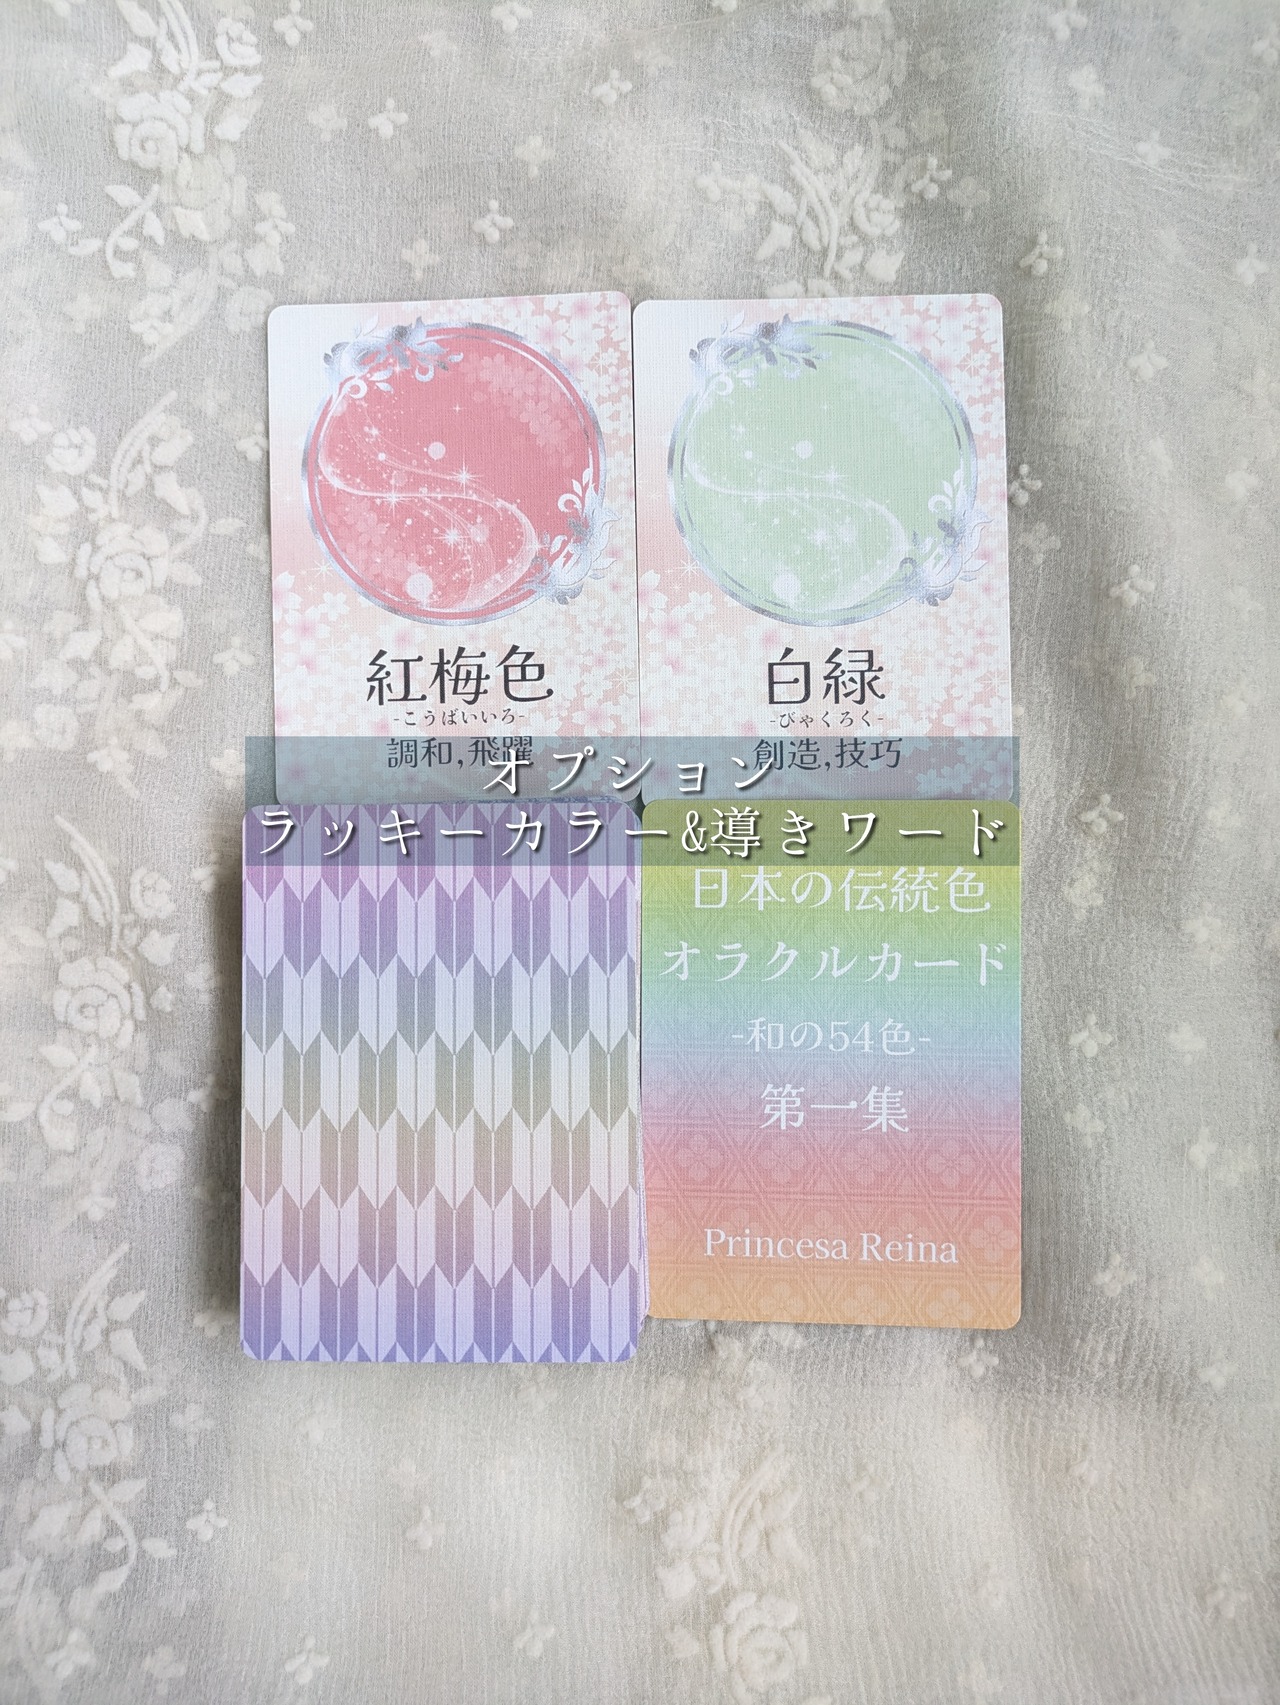 紅梅色
-こうばいいろ-
調和,飛躍
白緑
-びゃくろく-
創造,技巧
オプション
ラッキーカラー&導きワード
日本の伝統色
オラクルカード
-和の54色-
第一集
Princesa Reina